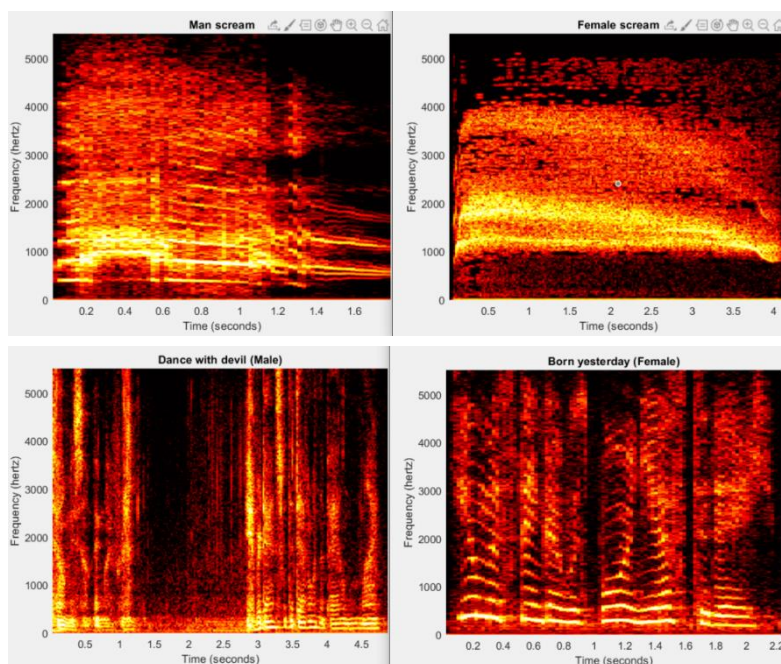 Man scream
Frequency (hertz)
5000
4000
3000
2000
1000
0
0.2 0.4 0.6 0.8 1 1.2 1.4 1.6
Time (seconds)
Female scream
Frequency (hertz)
5000
4000
3000
2000
1000
0
0.5 1 1.5 2 2.5 3 3.5 4
Time (seconds)
Dance with devil (Male)
Frequency (hertz)
5000
4000
3000
2000
1000
0
0.5 1 1.5 2 2.5 3 3.5 4 4.5
Time (seconds)
Born yesterday (Female)
Frequency (hertz)
5000
4000
3000
2000
1000
0
0.2 0.4 0.6 0.8 1 1.2 1.4 1.6 1.8 2
Time (seconds)